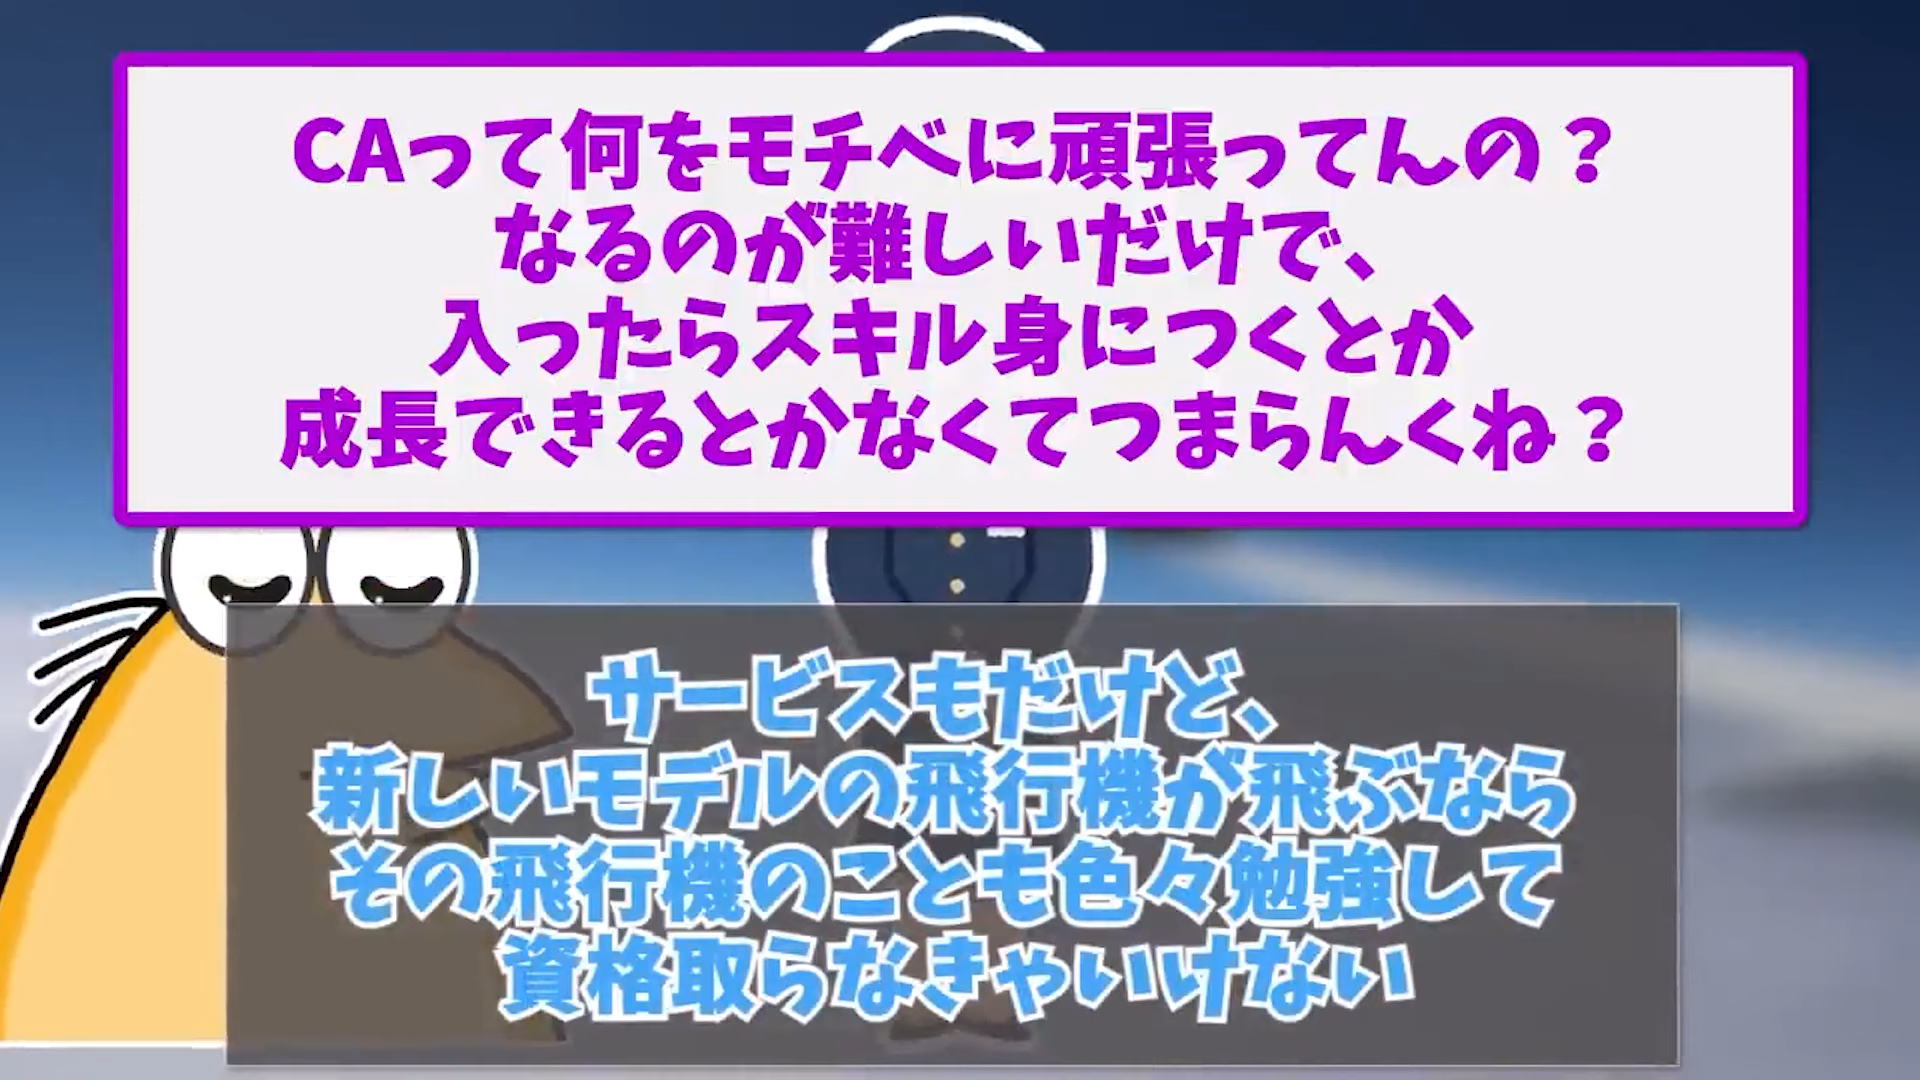 CAって何をモチベに頑張ってんの？
なるのが難しいだけで、
入ったらスキル身につくとか
成長できるとかなくてつまらんくね？
サービスもだけど、
新しいモデルの飛行機が飛ぶなら
その飛行機のことも色々勉強して
資格取らなきゃいけない